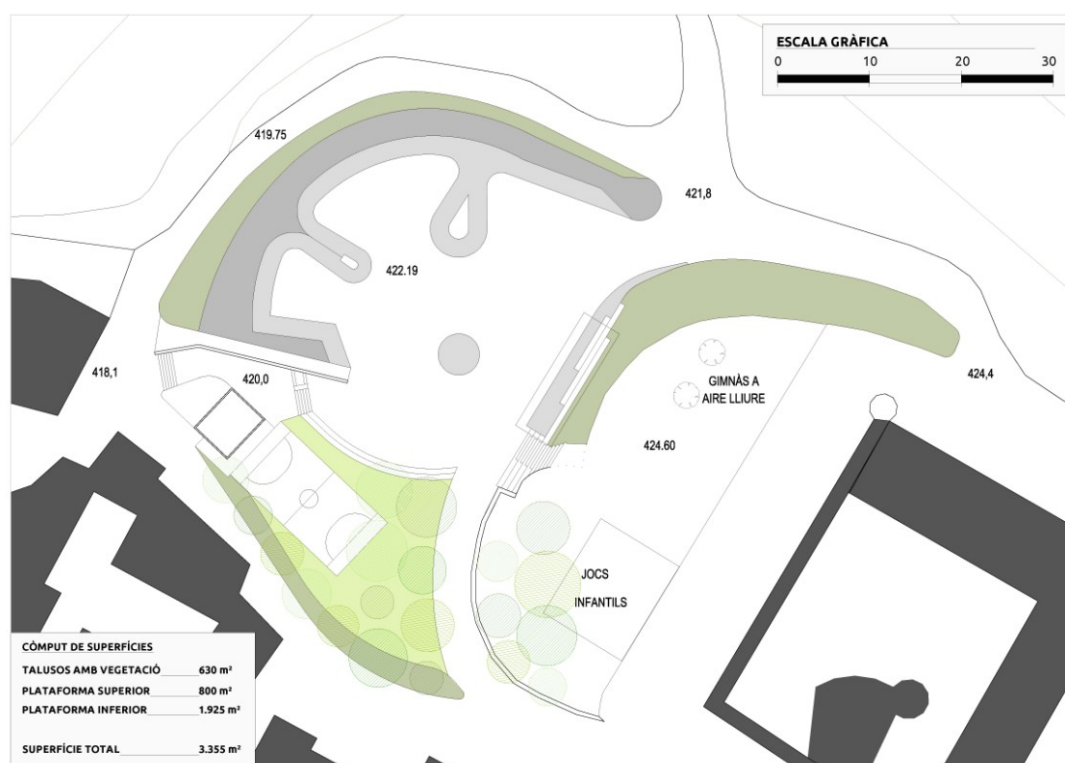 ESCALA GRÀFICA
0 10 20 30
419.75
421,8
422.19
418,1
420,0
GIMNÀS A
AIRE LLIURE
424,4
424.60
JOCS
INFANTILS
CÒMPUT DE SUPERFÍCIES
TALUSOS AMB VEGETACIÓ 630 m²
PLATAFORMA SUPERIOR 800 m²
PLATAFORMA INFERIOR 1.925 m²
SUPERFÍCIE TOTAL 3.355 m²